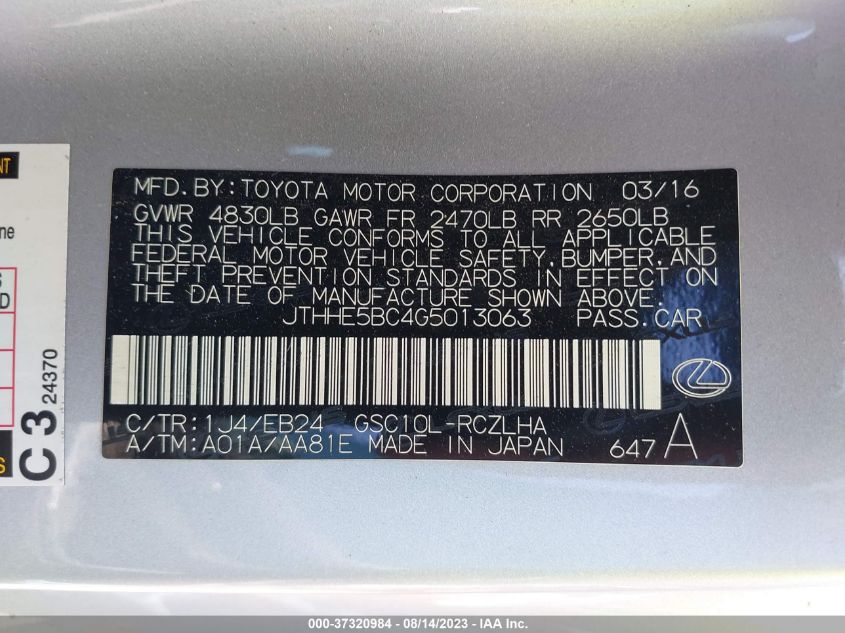 MFD.BY:TOYOTA MOTOR CORPORATION 03/16
GVWR 4830LB GAWR FR 2470LB RR 2650LB
THIS VEHICLE CONFORMS TO ALL APPLICABLE
FEDERAL MOTOR VEHICLE SAFETY,BUMPER,AND
THEFT PREVENTION STANDARDS IN EFFECT ON
THE DATE OF MANUFACTURE SHOWN ABOVE.
JTHHE5BC4G5013063 PASS.CAR
C/TR:1J4/EB24 GSC10L-RCZLHA
A/TM:A01A/AA81E MADE IN JAPAN 647A
NT
ne
S
D
S
C3 24370
000-37320984 - 08/14/2023 - IAA Inc.